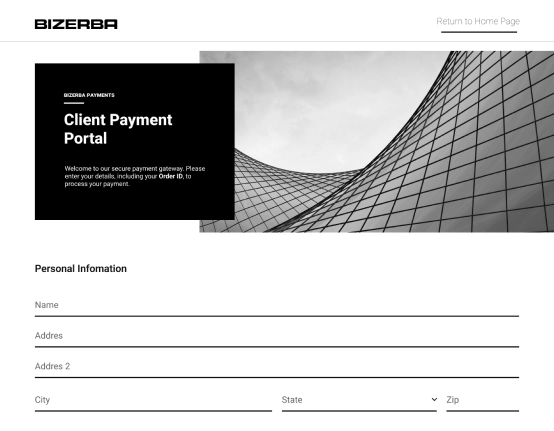 BIZERBA
Return to Home Page
BIZERBA PAYMENTS
Client Payment
Portal
Welcome to our secure payment gateway. Please
enter your details, including your Order ID, to
process your payment.
Personal Infomation
Name
Addres
Addres 2
City
State
Zip